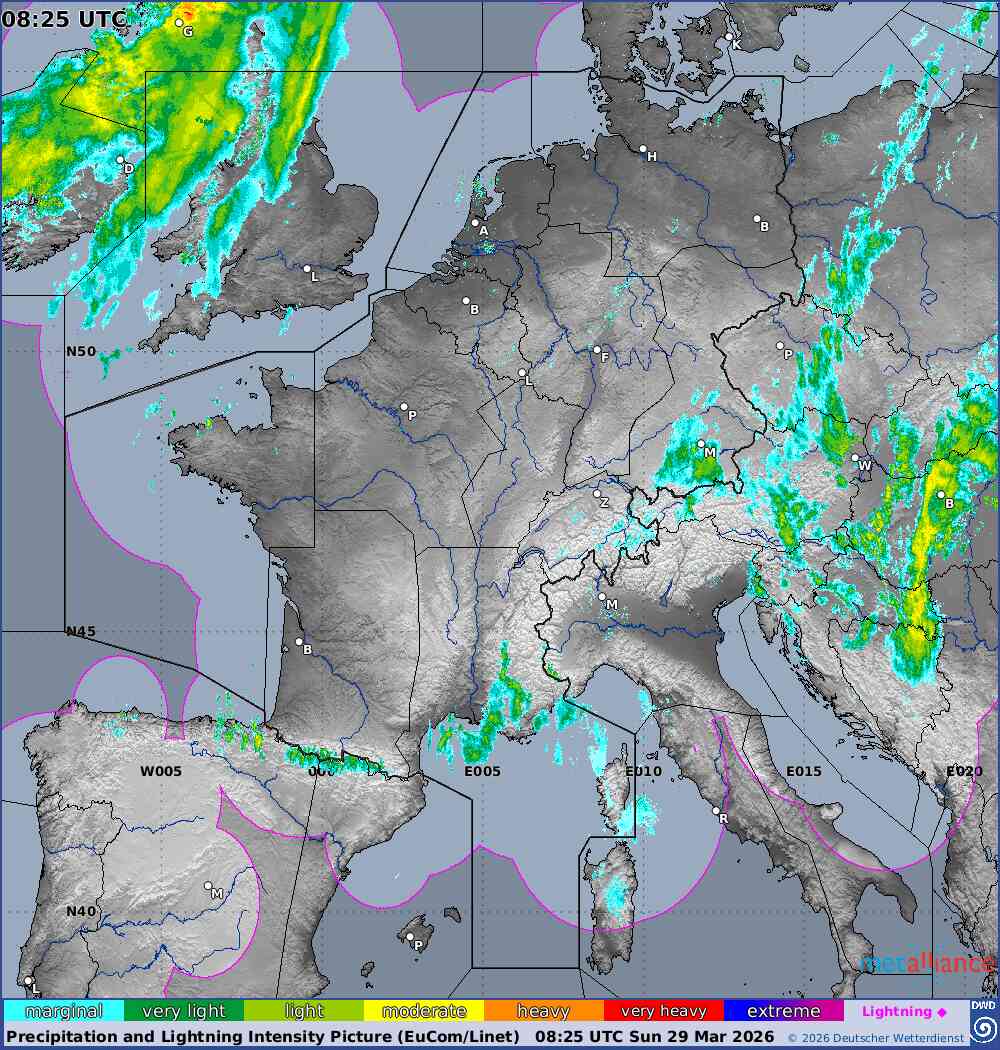 08:25 UTC
G
K
D
H
A
B
L
B
N50
P
F
L
P
M
W
Z
B
M
N45
B
W005
000
E005
E010
E015
E020
R
M
N40
P
L
metalliance
marginal very light light moderate heavy very heavy extreme Lightning ◆
DWD
Precipitation and Lightning Intensity Picture (EuCom/Linet) 08:25 UTC Sun 29 Mar 2026 © 2026 Deutscher Wetterdienst